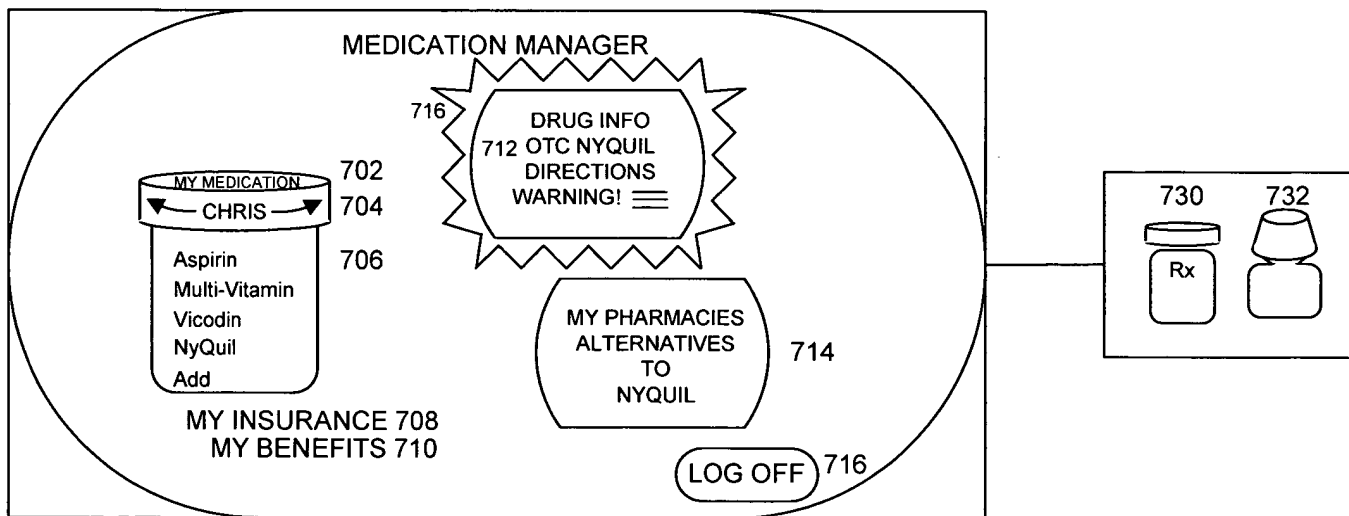 MEDICATION MANAGER
716
DRUG INFO
712 OTC NYQUIL
DIRECTIONS
WARNING!
MY MEDICATION 702
CHRIS 704
Aspirin 706
Multi-Vitamin
Vicodin
NyQuil
Add
MY PHARMACIES
ALTERNATIVES
TO
NYQUIL
714
MY INSURANCE 708
MY BENEFITS 710
LOG OFF 716
730 732
Rx